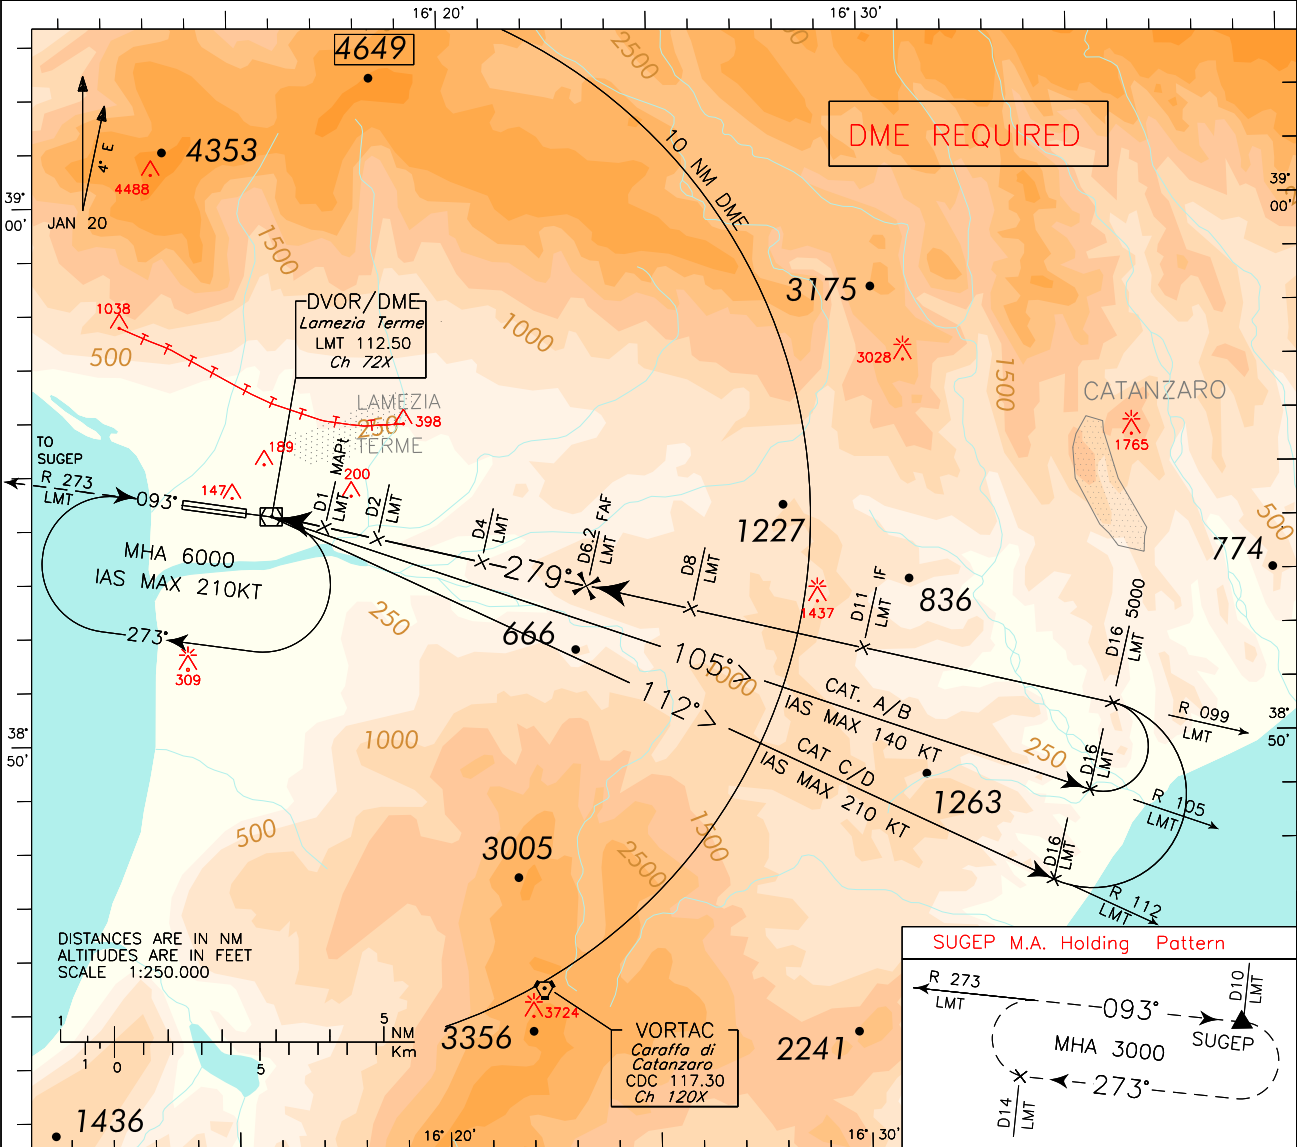 16° 20'
16° 30'
4649
2500
DME REQUIRED
4353
4488
4° E
JAN 20
10 NM DME
39°
00'
39°
00'
1500
3175
1038
DVOR/DME
Lamezia Terme
LMT 112.50
Ch 72X
1000
500
3028
1500
CATANZARO
1765
LAMEZIA
250
TERME
398
189
200
147
TO
SUGEP
R 273
LMT
093°
D1
LMT
MAPt
D2
LMT
D4
LMT
D6.2 FAF
LMT
D8
LMT
1227
500
774
MHA 6000
IAS MAX 210KT
279°
1437
D11 IF
LMT
836
D16 5000
LMT
250
273°
309
666
105°
1000
112°
CAT. A/B
IAS MAX 140 KT
CAT C/D
IAS MAX 210 KT
R 099
LMT
38°
50'
38°
50'
1000
250
D16
LMT
1263
R 105
LMT
500
3005
2500
1500
D16
LMT
R 112
LMT
DISTANCES ARE IN NM
ALTITUDES ARE IN FEET
SCALE 1:250.000
1
5
NM
Km
1
0
5
3724
3356
VORTAC
Caraffa di
Catanzaro
CDC 117.30
Ch 120X
2241
1436
SUGEP M.A. Holding Pattern
R 273
LMT
093°
D10
LMT
SUGEP
MHA 3000
273°
D14
LMT
16° 20'
16° 30'